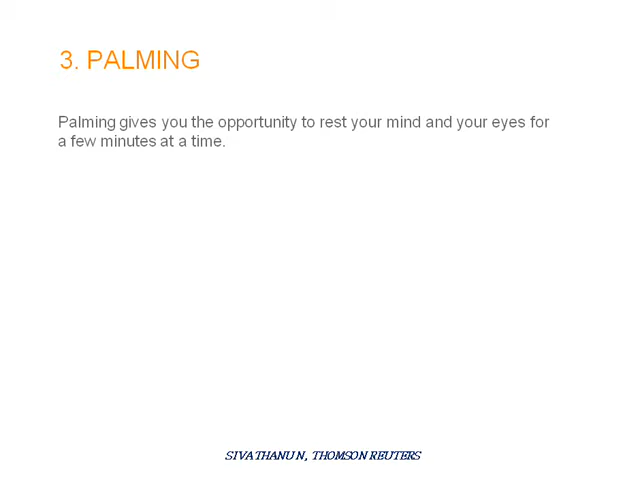 3. PALMING
Palming gives you the opportunity to rest your mind and your eyes for
a few minutes at a time.
SIVATHANU N, THOMSON REUTERS